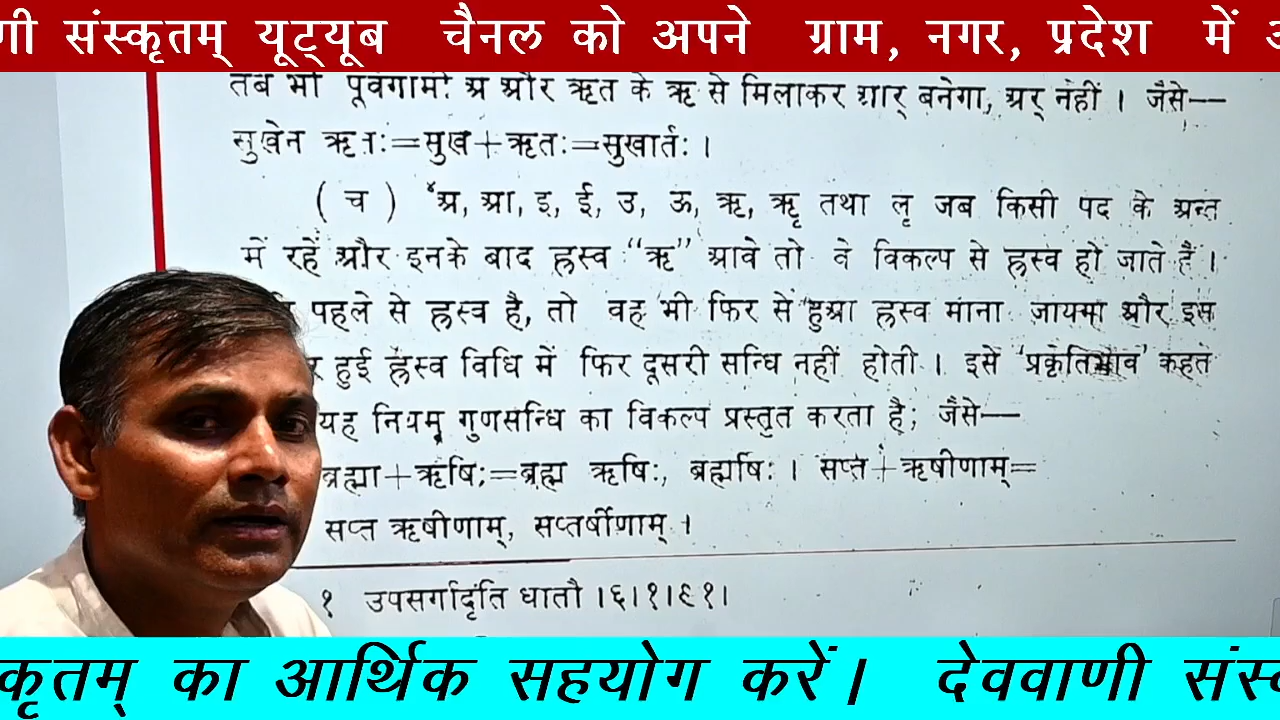 गी संस्कृतम् यूट्यूब चैनल को अपने ग्राम, नगर, प्रदेश में
तब भी पूर्वगामी अ और ऋत के ऋ से मिलाकर आर् बनेगा, अर् नहीं । जैसे—
सुखेन ऋतः=सुख+ऋतः=सुखार्तः ।
( च ) ४अ, आ, इ, ई, उ, ऊ, ऋ, ॠ तथा लृ जब किसी पद के अन्त
में रहें और इनके बाद ह्रस्व “ऋ” आवे तो वे विकल्प से ह्रस्व हो जाते हैं ।
पहले से ह्रस्व है, तो वह भी फिर से हुआ ह्रस्व माना जायगा और इस
र हुई ह्रस्व विधि में फिर दूसरी सन्धि नहीं होती । इसे ‘प्रकृतिभाव’ कहते
यह नियम गुणसन्धि का विकल्प प्रस्तुत करता है; जैसे—
ब्रह्मा+ऋषिः=ब्रह्म ऋषिः, ब्रह्मर्षिः । सप्त+ऋषीणाम्=
सप्त ऋषीणाम्, सप्तर्षीणाम् ।
१ उपसर्गादृति धातौ ।६।१।९१।
कृतम् का आर्थिक सहयोग करें। देववाणी संस्